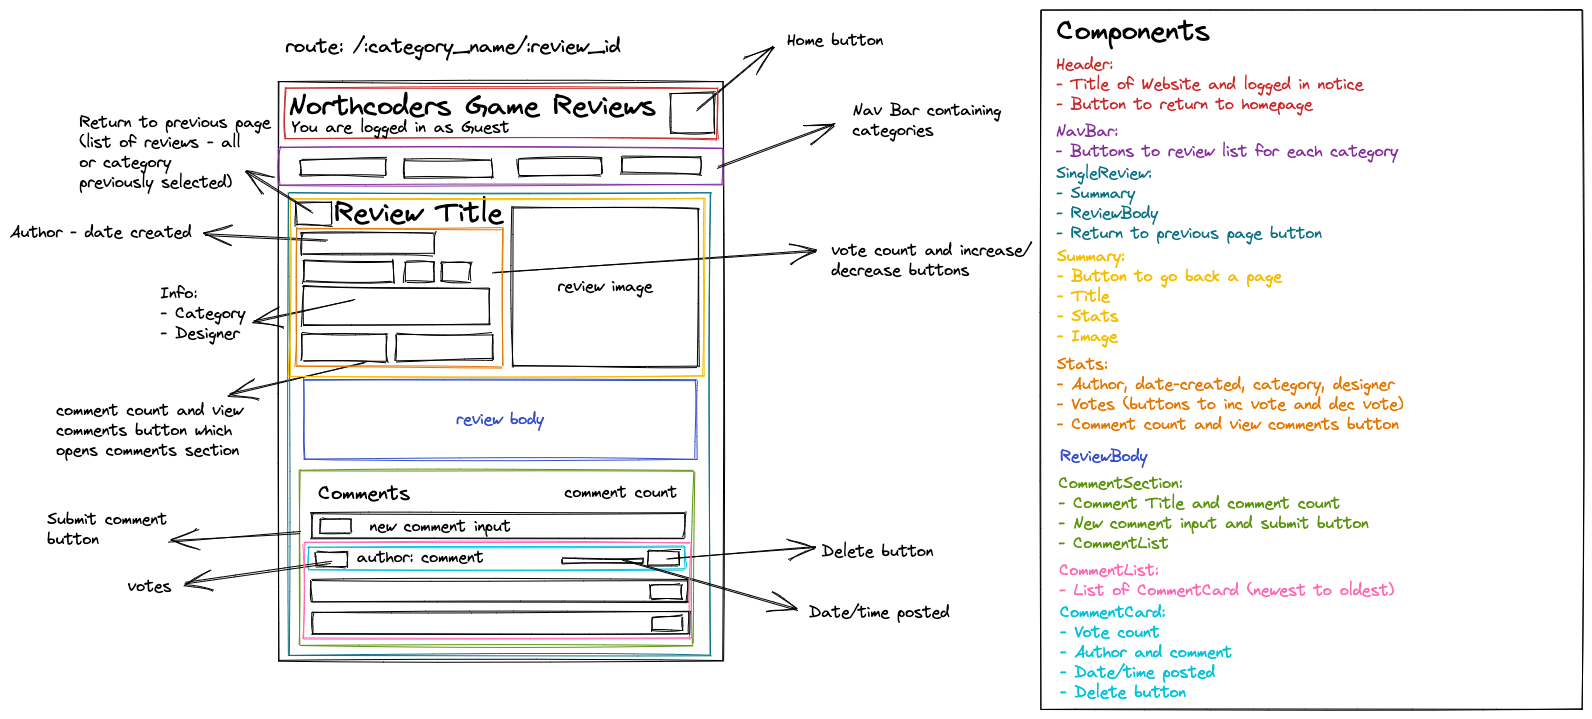 route: /:category_name/:review_id
Home button
Northcoders Game Reviews
You are logged in as Guest
Return to previous page
(list of reviews - all
or category
previously selected)
Nav Bar containing
categories
Review Title
Author - date created
vote count and increase/
decrease buttons
review image
Info:
- Category
- Designer
comment count and view
comments button which
opens comments section
review body
Comments
comment count
Submit comment
button
new comment input
author: comment
Delete button
votes
Date/time posted
Components
Header:
- Title of Website and logged in notice
- Button to return to homepage
NavBar:
- Buttons to review list for each category
SingleReview:
- Summary
- ReviewBody
- Return to previous page button
Summary:
- Button to go back a page
- Title
- Stats
- Image
Stats:
- Author, date-created, category, designer
- Votes (buttons to inc vote and dec vote)
- Comment count and view comments button
ReviewBody
CommentSection:
- Comment Title and comment count
- New comment input and submit button
- CommentList
CommentList:
- List of CommentCard (newest to oldest)
CommentCard:
- Vote count
- Author and comment
- Date/time posted
- Delete button